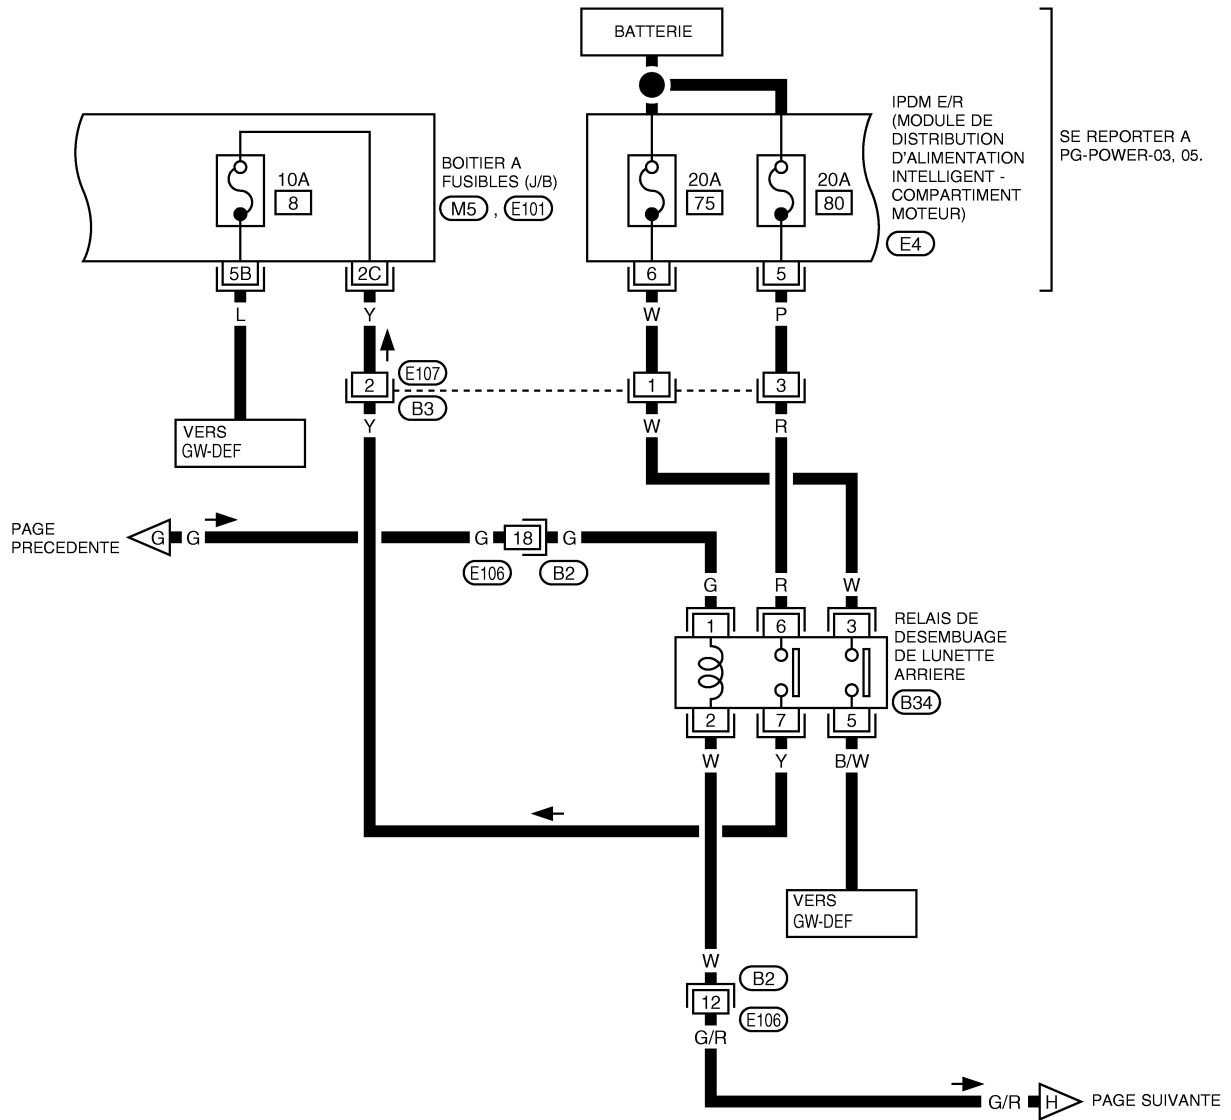 BATTERIE
IPDM E/R
(MODULE DE
DISTRIBUTION
D'ALIMENTATION
INTELLIGENT -
COMPARTIMENT
MOTEUR)
E4
SE REPORTER A
PG-POWER-03, 05.
BOITIER A
FUSIBLES (J/B)
M5 , E101
10A
8
20A
75
20A
80
5B
2C
6
5
L
Y
W
P
2
E107
B3
1
3
Y
W
R
VERS
GW-DEF
PAGE
PRECEDENTE
G
G
G
18
G
E106
B2
G
R
W
1
6
3
RELAIS DE
DESEMBUAGE
DE LUNETTE
ARRIERE
B34
2
7
5
W
Y
B/W
VERS
GW-DEF
W
B2
12
E106
G/R
G/R
H
PAGE SUIVANTE